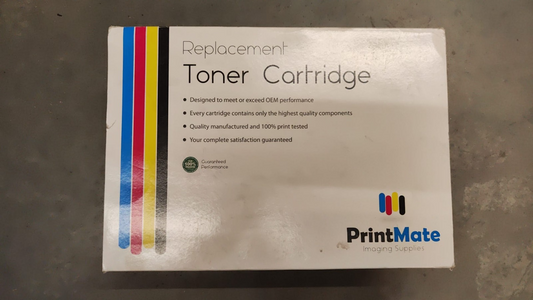 Replacement
Toner Cartridge
Designed to meet or exceed OEM performance
Every cartridge contains only the highest quality components
Quality manufactured and 100% print tested
Your complete satisfaction guaranteed
100%
Guaranteed
Performance
PrintMate
Imaging Supplies